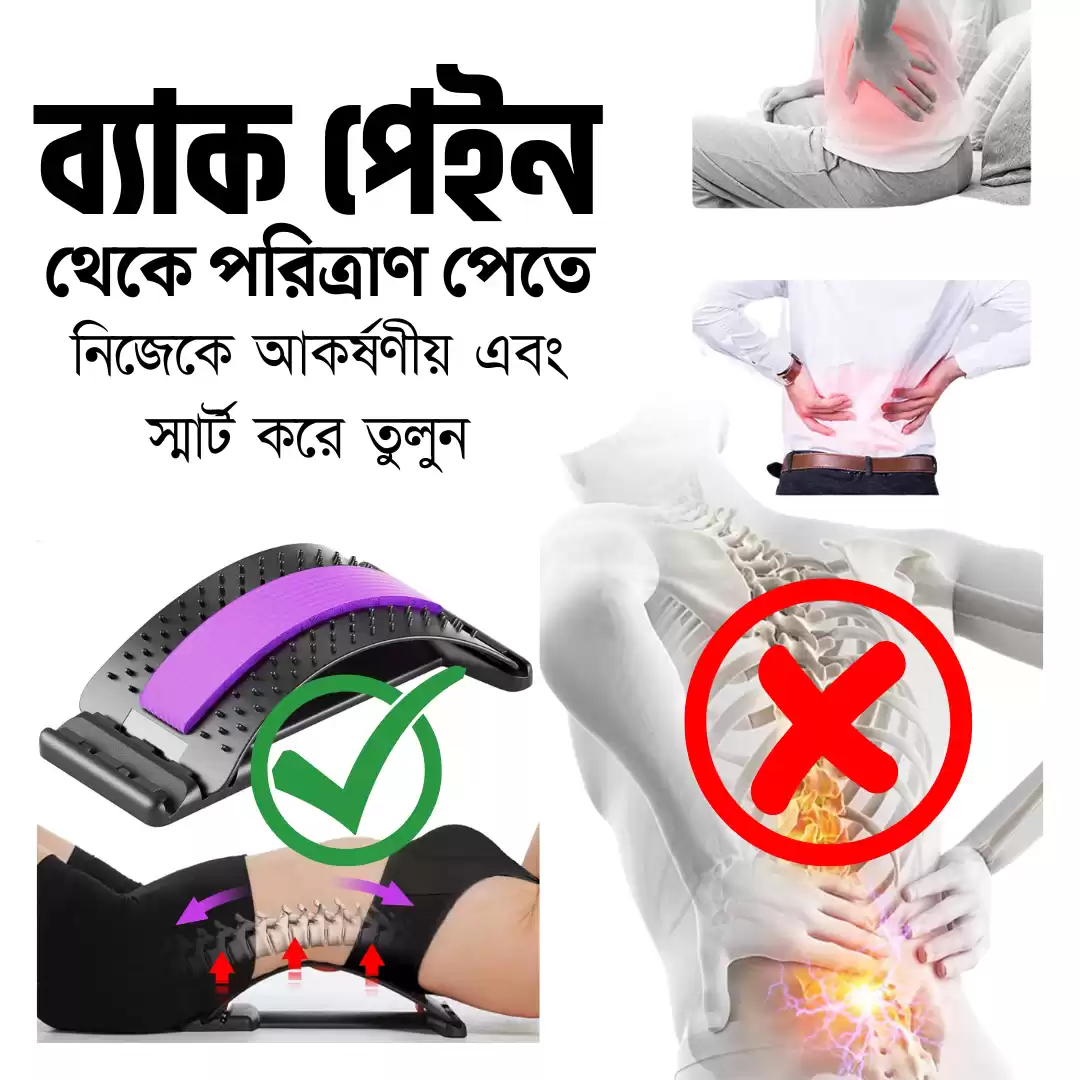 ব্যাক পেইন
থেকে পরিত্রাণ পেতে
নিজেকে আকর্ষণীয় এবং
স্মার্ট করে তুলুন